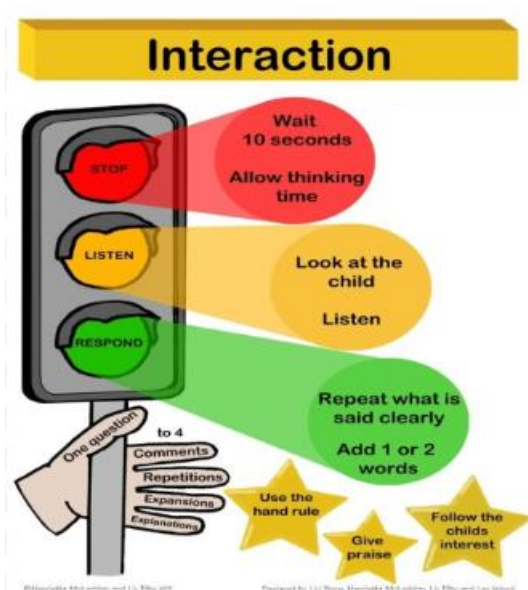 Interaction
STOP
Wait
10 seconds
Allow thinking
time
LISTEN
Look at the
child
Listen
RESPOND
Repeat what is
said clearly
Add 1 or 2
words
One question
to 4
Comments
Repetitions
Expansions
Explanations
Use the
hand rule
Give
praise
Follow the
childs
interest